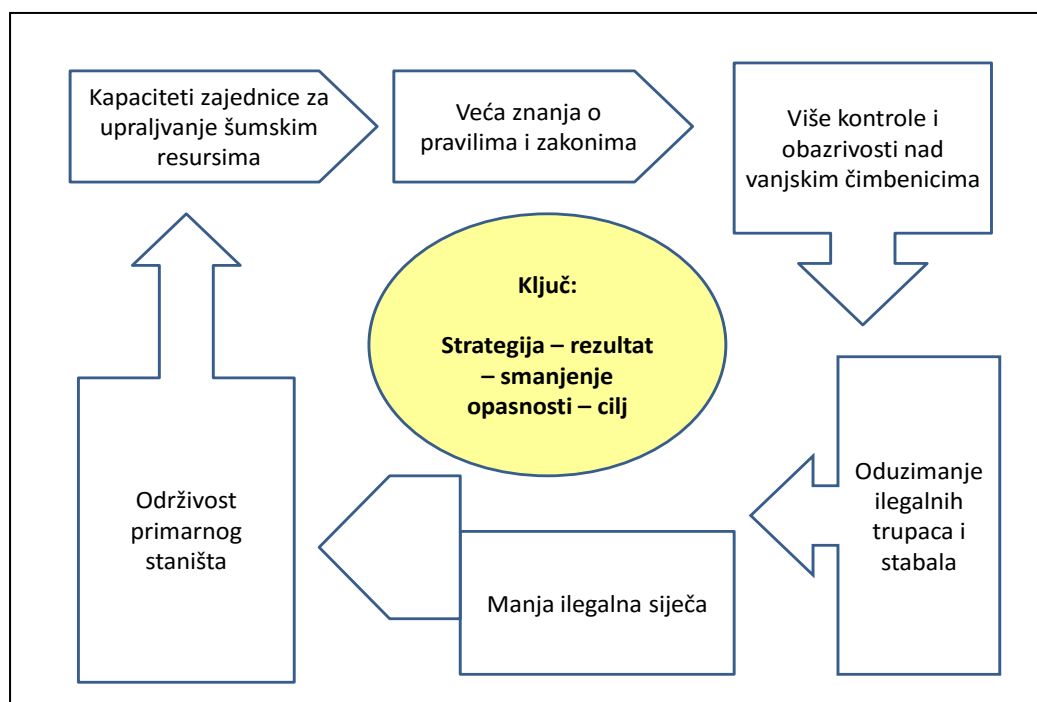 Kapaciteti zajednice za
upraljvanje šumskim
resursima
Veća znanja o
pravilima i zakonima
Više kontrole i
obazrivosti nad
vanjskim čimbenicima
Ključ:
Strategija – rezultat
– smanjenje
opasnosti – cilj
Oduzimanje
ilegalnih
trupaca i
stabala
Manja ilegalna siječa
Održivost
primarnog
staništa